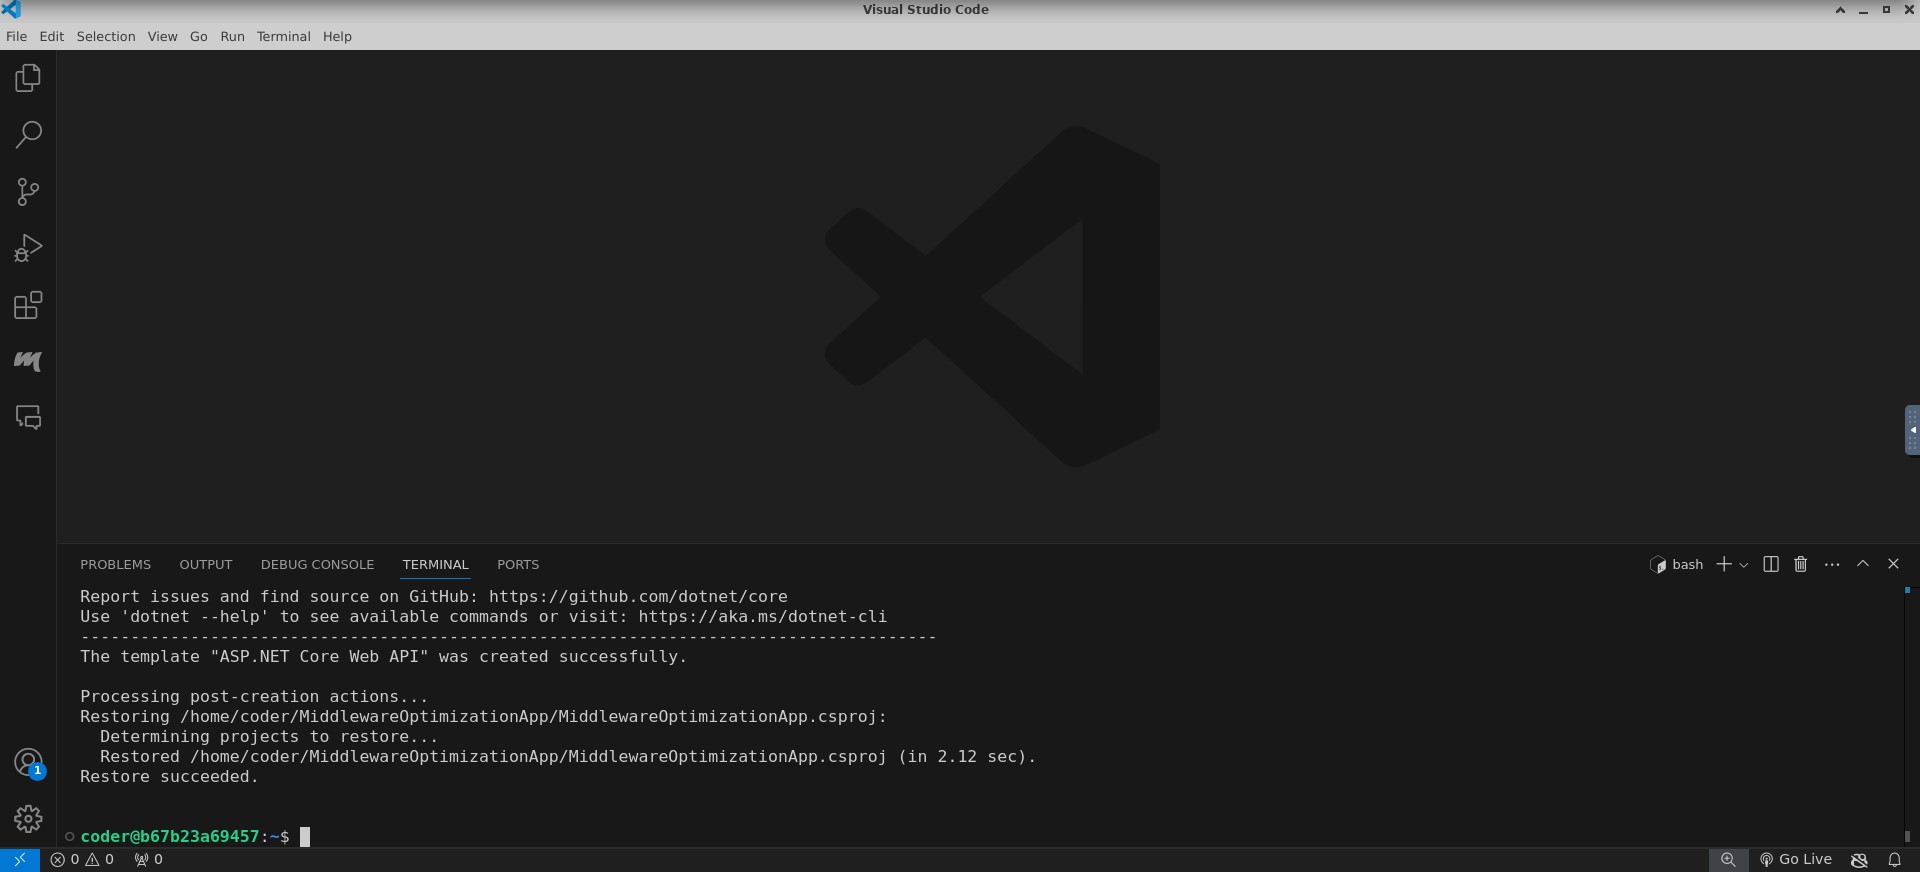 Visual Studio Code
File Edit Selection View Go Run Terminal Help
PROBLEMS OUTPUT DEBUG CONSOLE TERMINAL PORTS
bash
Report issues and find source on GitHub: https://github.com/dotnet/core
Use 'dotnet --help' to see available commands or visit: https://aka.ms/dotnet-cli
--------------------------------------------------------------------------------------
The template "ASP.NET Core Web API" was created successfully.
Processing post-creation actions...
Restoring /home/coder/MiddlewareOptimizationApp/MiddlewareOptimizationApp.csproj:
Determining projects to restore...
Restored /home/coder/MiddlewareOptimizationApp/MiddlewareOptimizationApp.csproj (in 2.12 sec).
Restore succeeded.
1
coder@b67b23a69457:~$
0 0 0 Go Live